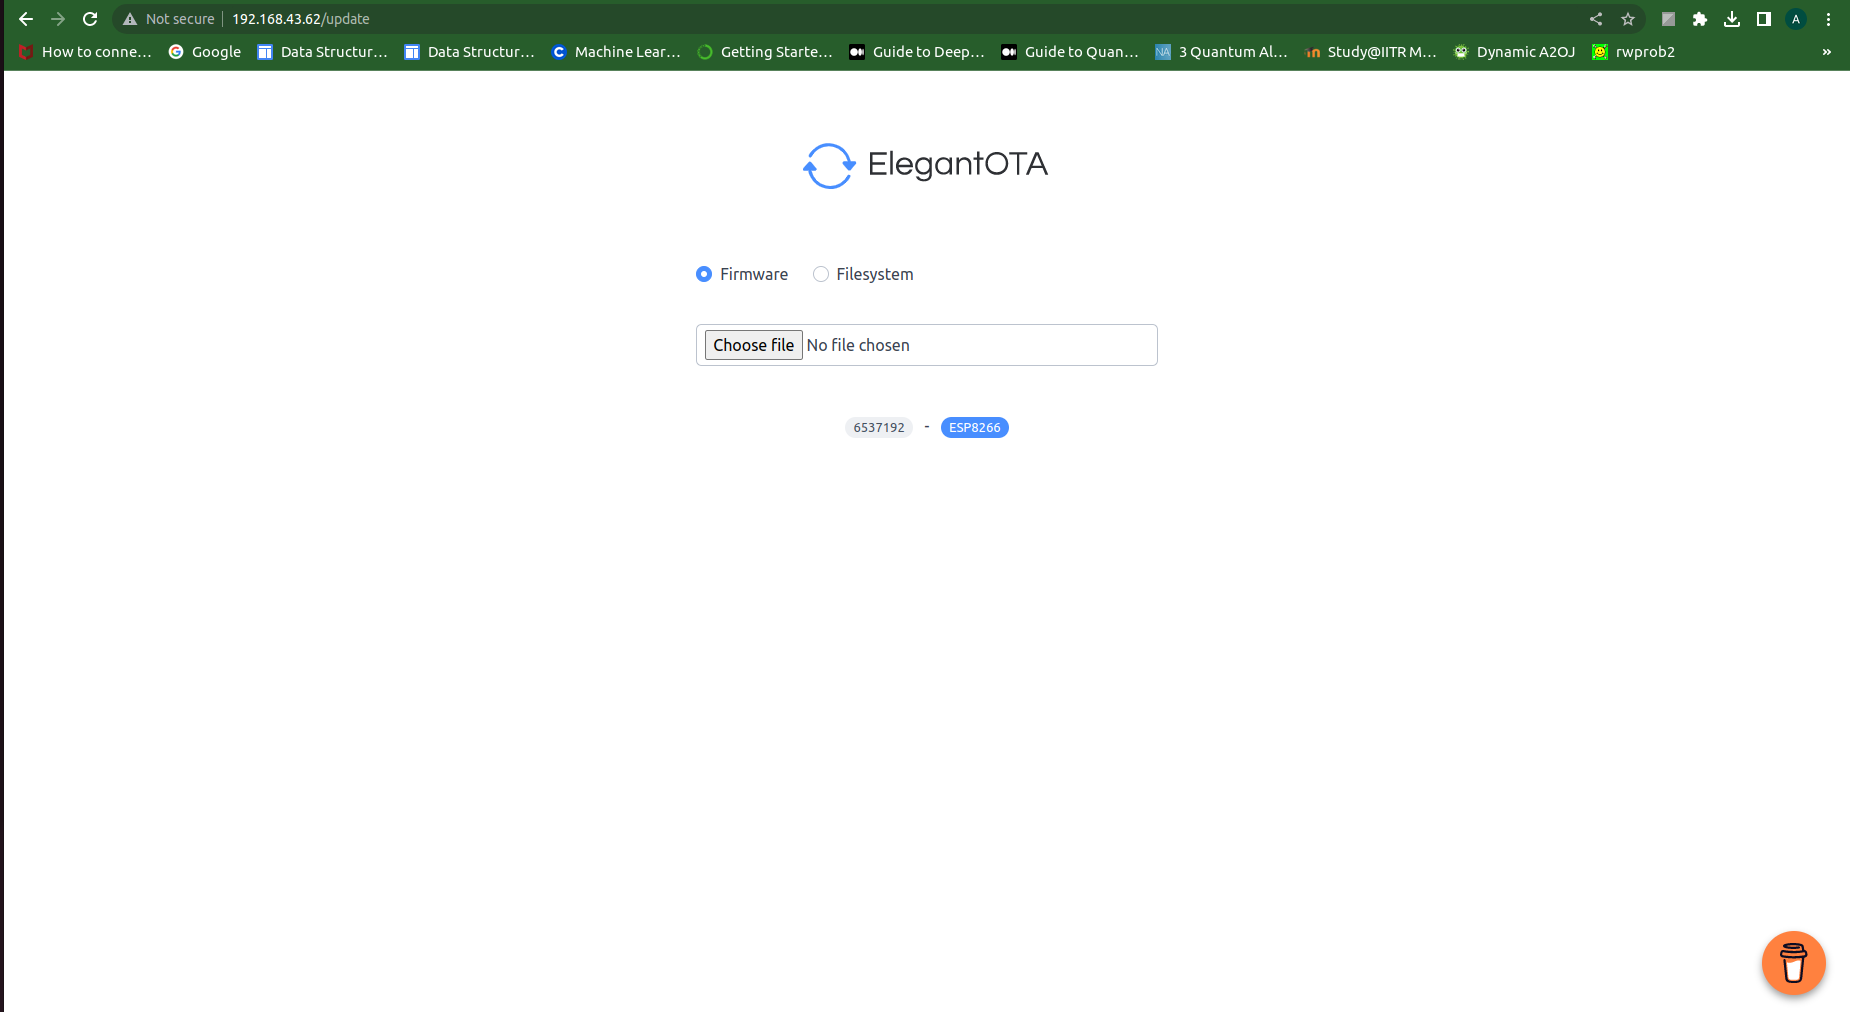 Not secure 192.168.43.62/update A
How to conne... Google Data Structur... Data Structur... Machine Lear... Getting Starte... Guide to Deep... Guide to Quan... NA 3 Quantum Al... Study@IITR M... Dynamic A2OJ rwprob2 »
ElegantOTA
Firmware Filesystem
Choose file No file chosen
6537192 - ESP8266